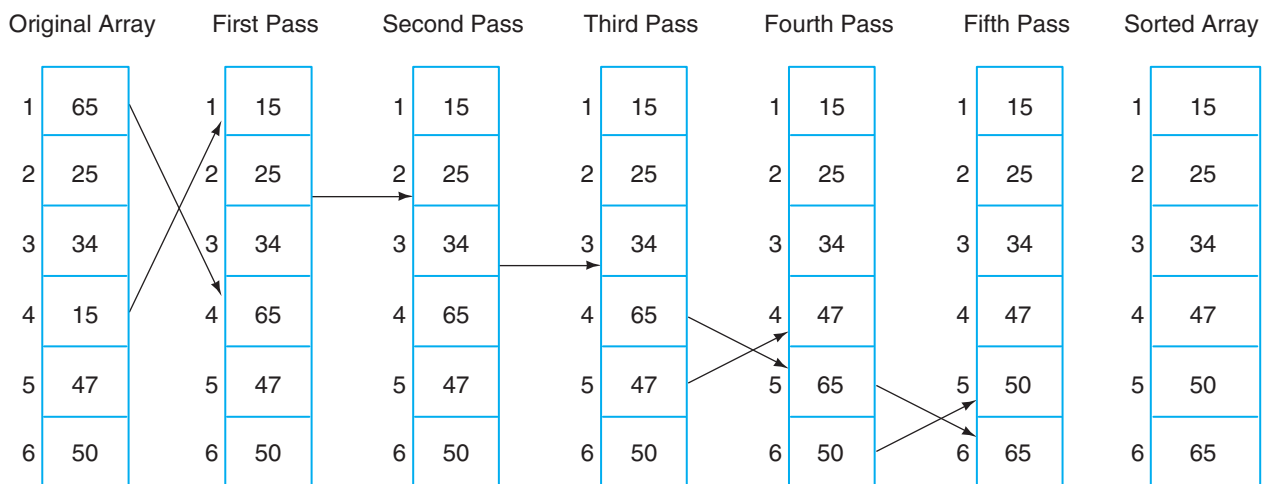 Original Array First Pass Second Pass Third Pass Fourth Pass Fifth Pass Sorted Array
1 65 1 15 1 15 1 15 1 15 1 15 1 15
2 25 2 25 2 25 2 25 2 25 2 25 2 25
3 34 3 34 3 34 3 34 3 34 3 34 3 34
4 15 4 65 4 65 4 65 4 47 4 47 4 47
5 47 5 47 5 47 5 47 5 65 5 50 5 50
6 50 6 50 6 50 6 50 6 50 6 65 6 65